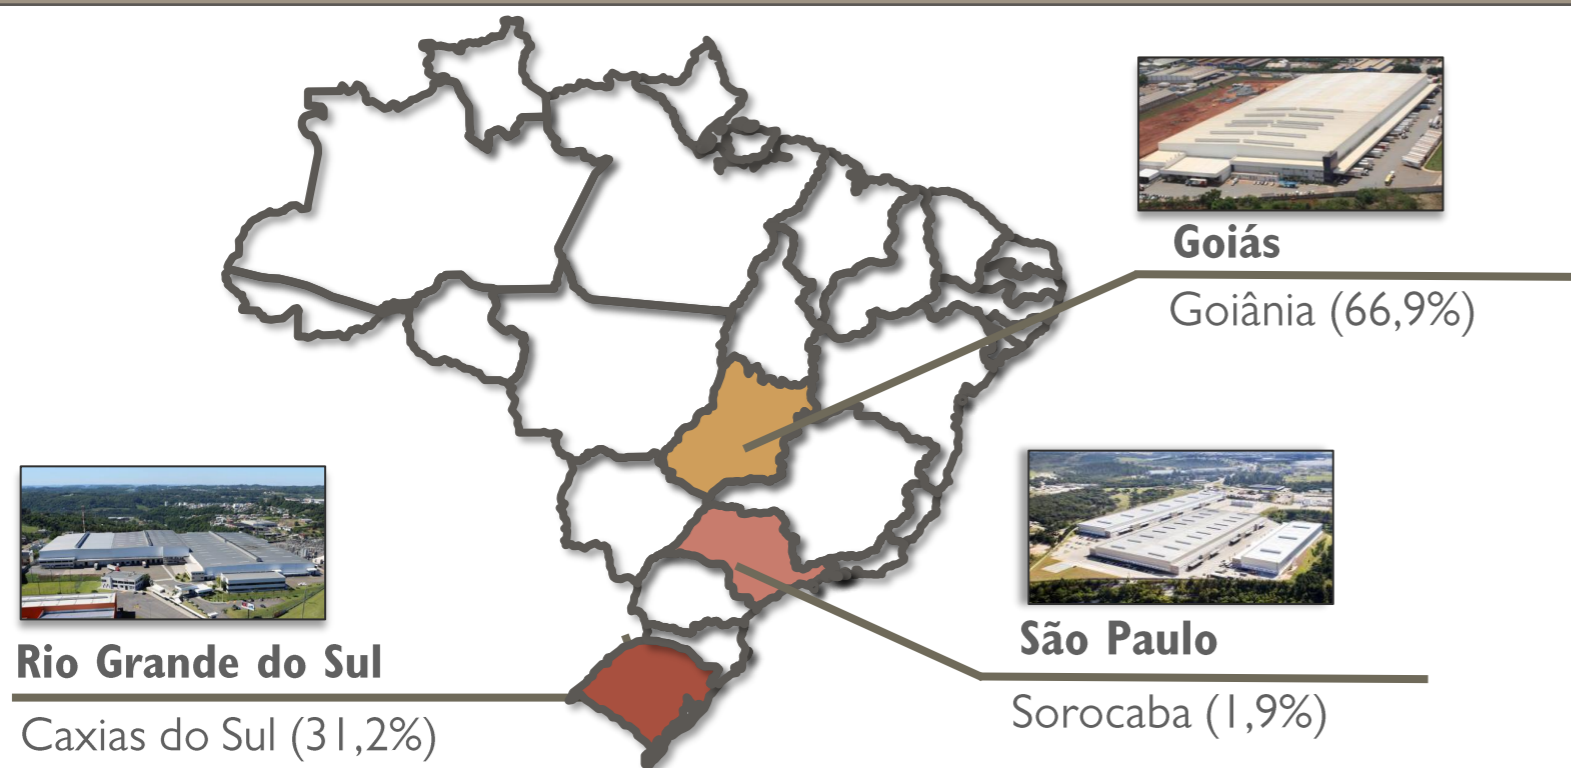 Goiás
Goiânia (66,9%)
São Paulo
Sorocaba (1,9%)
Rio Grande do Sul
Caxias do Sul (31,2%)